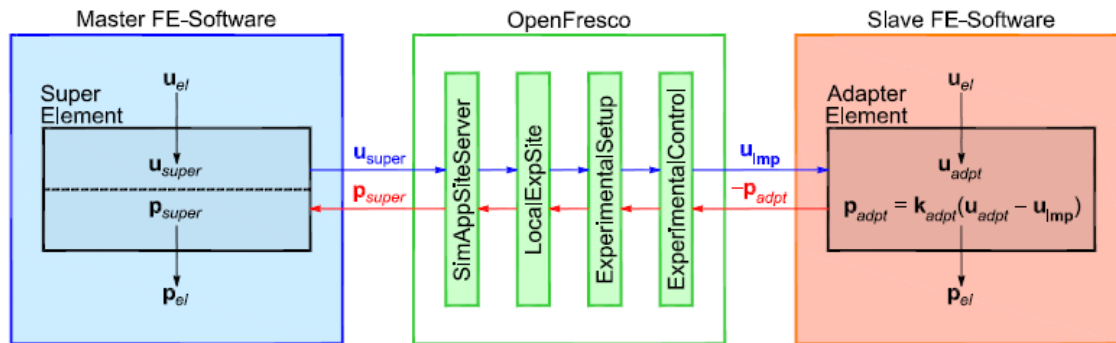 Master FE-Software
OpenFresco
Slave FE-Software
u_el
Super
Element
u_super
p_super
p_el
u_super
p_super
SimAppSiteServer
LocalExpSite
ExperimentalSetup
ExperimentalControl
u_Imp
−p_adpt
u_el
Adapter
Element
u_adpt
p_adpt = k_adpt(u_adpt − u_Imp)
p_el